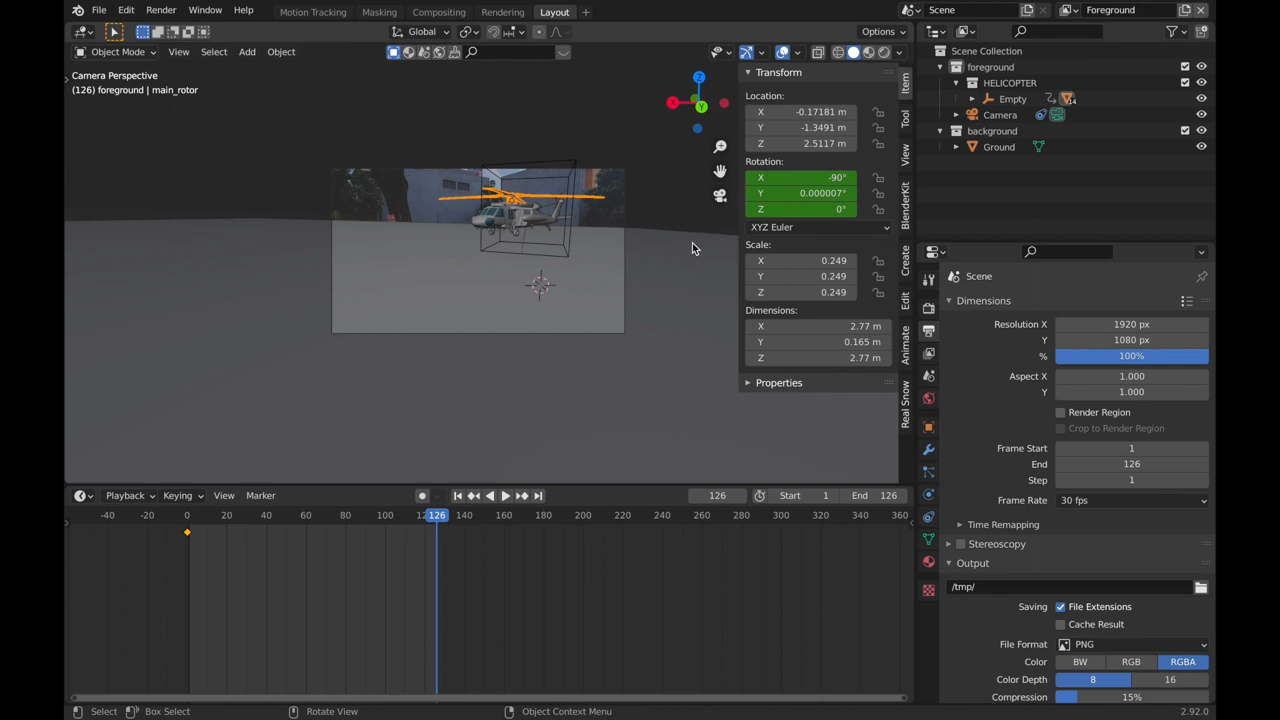 File Edit Render Window Help Motion Tracking Masking Compositing Rendering Layout + Scene Foreground
Global Options
Object Mode View Select Add Object
Camera Perspective
(126) foreground | main_rotor
X Y Z
Transform
Location:
X -0.17181 m
Y -1.3491 m
Z 2.5117 m
Rotation:
X -90°
Y 0.000007°
Z 0°
XYZ Euler
Scale:
X 0.249
Y 0.249
Z 0.249
Dimensions:
X 2.77 m
Y 0.165 m
Z 2.77 m
Properties
Item
Tool
View
BlenderKit
Create
Edit
Animate
Real Snow
Scene Collection
foreground
HELICOPTER
Empty 14
Camera
background
Ground
Scene
Dimensions
Resolution X 1920 px
Y 1080 px
% 100%
Aspect X 1.000
Y 1.000
Render Region
Crop to Render Region
Frame Start 1
End 126
Step 1
Frame Rate 30 fps
Time Remapping
Stereoscopy
Output
/tmp/
Saving File Extensions
Cache Result
File Format PNG
Color BW RGB RGBA
Color Depth 8 16
Compression 15%
Playback Keying View Marker 126 Start 1 End 126
-40 -20 0 20 40 60 80 100 12 126 140 160 180 200 220 240 260 280 300 320 340 360
Select Box Select Rotate View Object Context Menu 2.92.0